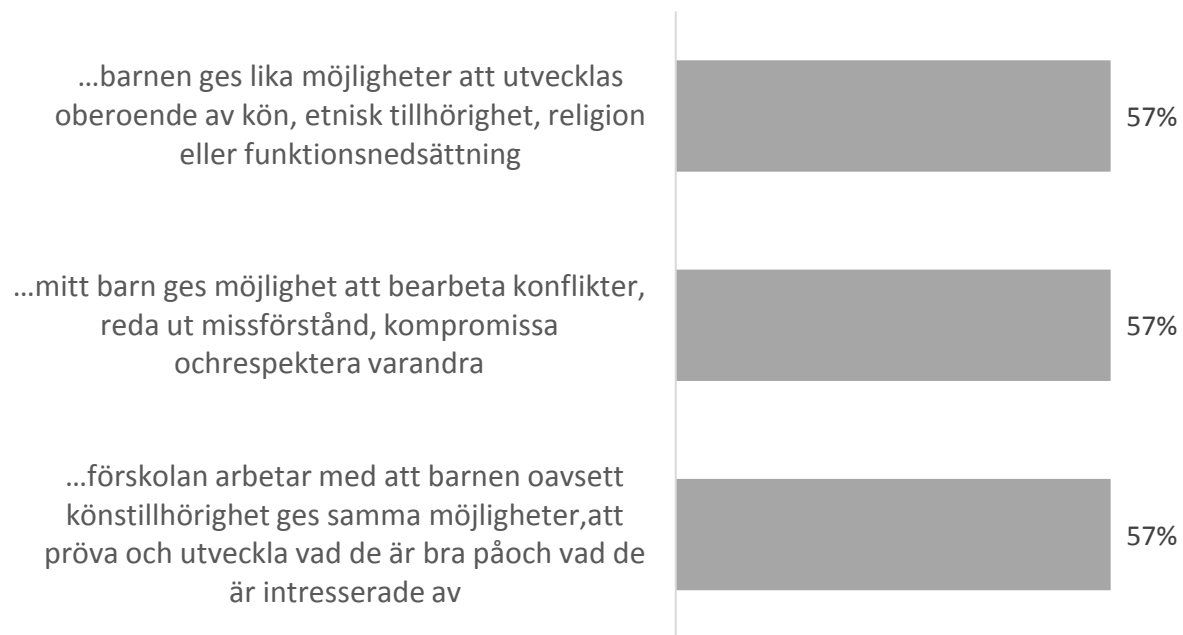 ...barnen ges lika möjligheter att utvecklas
oberoende av kön, etnisk tillhörighet, religion
eller funktionsnedsättning
57%
...mitt barn ges möjlighet att bearbeta konflikter,
reda ut missförstånd, kompromissa
ochrespektera varandra
57%
...förskolan arbetar med att barnen oavsett
könstillhörighet ges samma möjligheter,att
pröva och utveckla vad de är bra påoch vad de
är intresserade av
57%